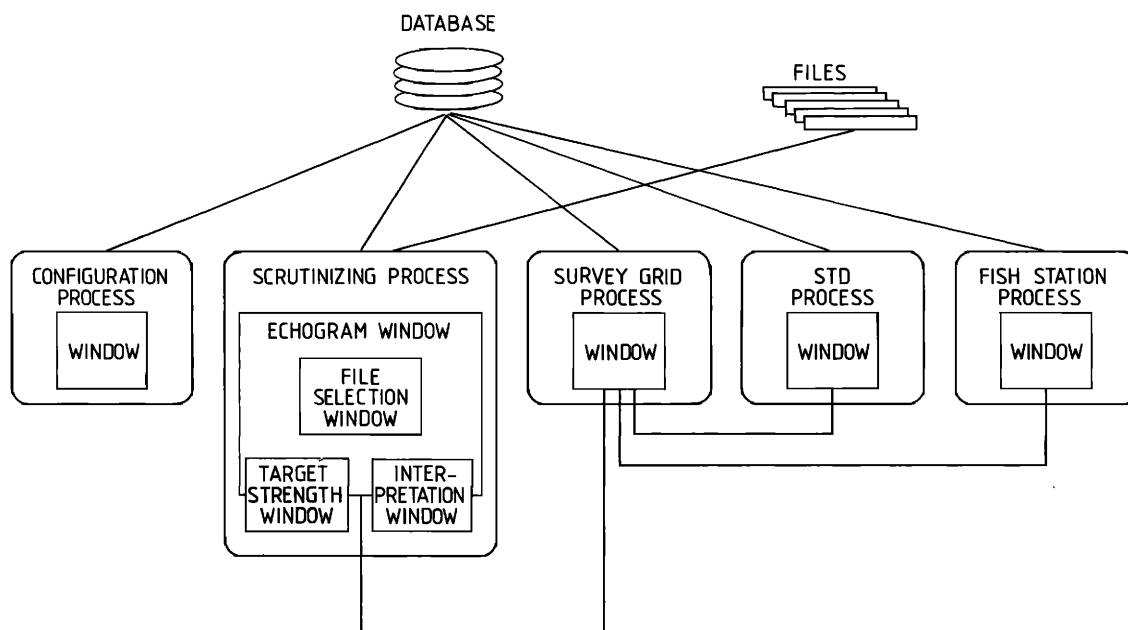 DATABASE
FILES
CONFIGURATION
PROCESS
WINDOW
SCRUTINIZING PROCESS
ECHOGRAM WINDOW
FILE
SELECTION
WINDOW
TARGET
STRENGTH
WINDOW
INTER-
PRETATION
WINDOW
SURVEY GRID
PROCESS
WINDOW
STD
PROCESS
WINDOW
FISH STATION
PROCESS
WINDOW